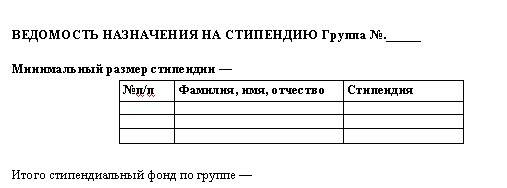 ВЕДОМОСТЬ НАЗНАЧЕНИЯ НА СТИПЕНДИЮ Группа №._____
Минимальный размер стипендии —
№п/п Фамилия, имя, отчество Стипендия
Итого стипендиальный фонд по группе —